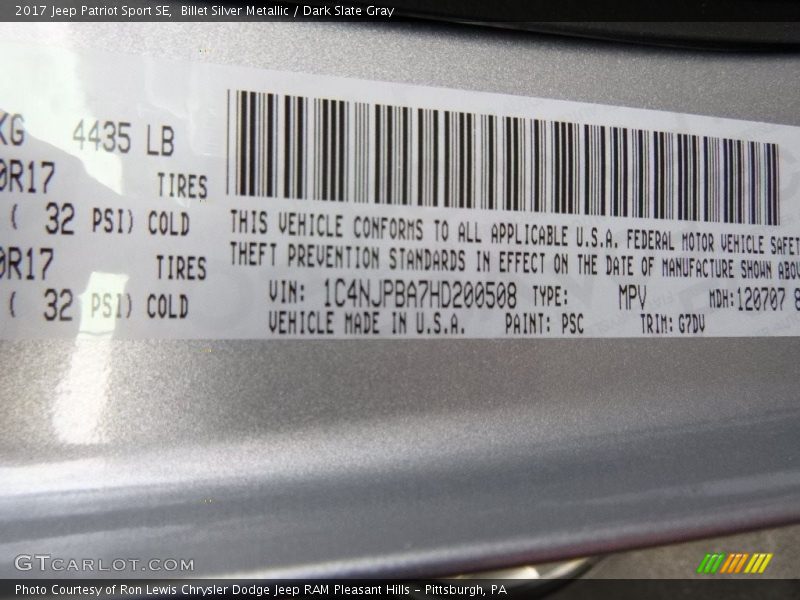 2017 Jeep Patriot Sport SE, Billet Silver Metallic / Dark Slate Gray
KG 4435 LB
0R17 TIRES
( 32 PSI) COLD
0R17 TIRES
( 32 PSI) COLD
THIS VEHICLE CONFORMS TO ALL APPLICABLE U.S.A. FEDERAL MOTOR VEHICLE SAFET
THEFT PREVENTION STANDARDS IN EFFECT ON THE DATE OF MANUFACTURE SHOWN ABOV
VIN: 1C4NJPBA7HD200508 TYPE: MPV MDH:120707 8
VEHICLE MADE IN U.S.A. PAINT: PSC TRIM: G7DV
GTCARLOT.COM
Photo Courtesy of Ron Lewis Chrysler Dodge Jeep RAM Pleasant Hills - Pittsburgh, PA